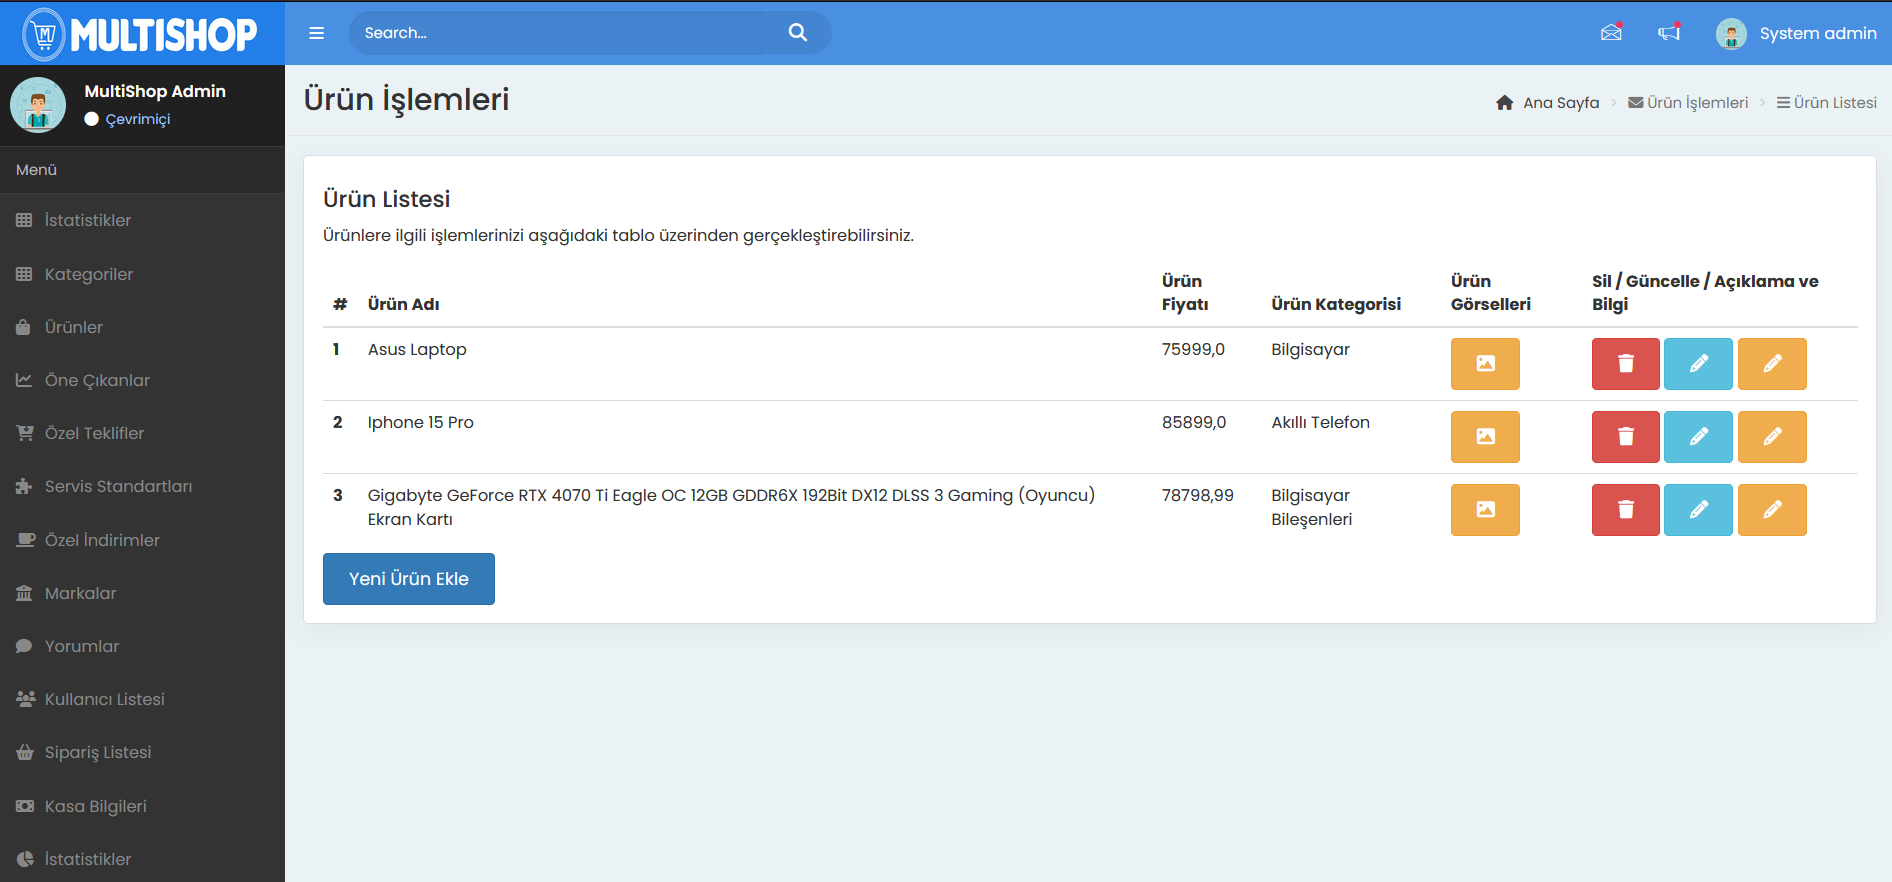 MULTISHOP
Search...
System admin
MultiShop Admin
Çevrimiçi
Menü
İstatistikler
Kategoriler
Ürünler
Öne Çıkanlar
Özel Teklifler
Servis Standartları
Özel İndirimler
Markalar
Yorumlar
Kullanıcı Listesi
Sipariş Listesi
Kasa Bilgileri
İstatistikler
Ürün İşlemleri
Ana Sayfa > Ürün İşlemleri > Ürün Listesi
Ürün Listesi
Ürünlere ilgili işlemlerinizi aşağıdaki tablo üzerinden gerçekleştirebilirsiniz.
# Ürün Adı Ürün Fiyatı Ürün Kategorisi Ürün Görselleri Sil / Güncelle / Açıklama ve Bilgi
1 Asus Laptop 75999,0 Bilgisayar
2 Iphone 15 Pro 85899,0 Akıllı Telefon
3 Gigabyte GeForce RTX 4070 Ti Eagle OC 12GB GDDR6X 192Bit DX12 DLSS 3 Gaming (Oyuncu) 78798,99 Bilgisayar
Ekran Kartı Bileşenleri
Yeni Ürün Ekle